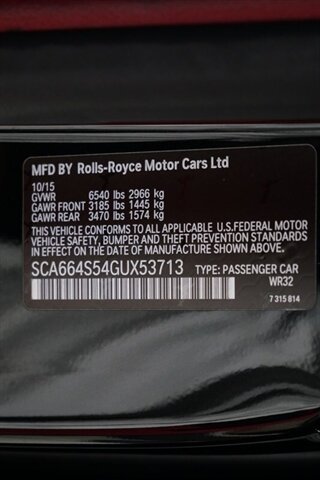 MFD BY Rolls-Royce Motor Cars Ltd
10/15
GVWR 6540 lbs 2966 kg
GAWR FRONT 3185 lbs 1445 kg
GAWR REAR 3470 lbs 1574 kg
THIS VEHICLE CONFORMS TO ALL APPLICABLE U.S.FEDERAL MOTOR
VEHICLE SAFETY, BUMPER AND THEFT PREVENTION STANDARDS
IN EFFECT ON THE DATE OF MANUFACTURE SHOWN ABOVE.
SCA664S54GUX53713 TYPE: PASSENGER CAR
WR32
7 315 814